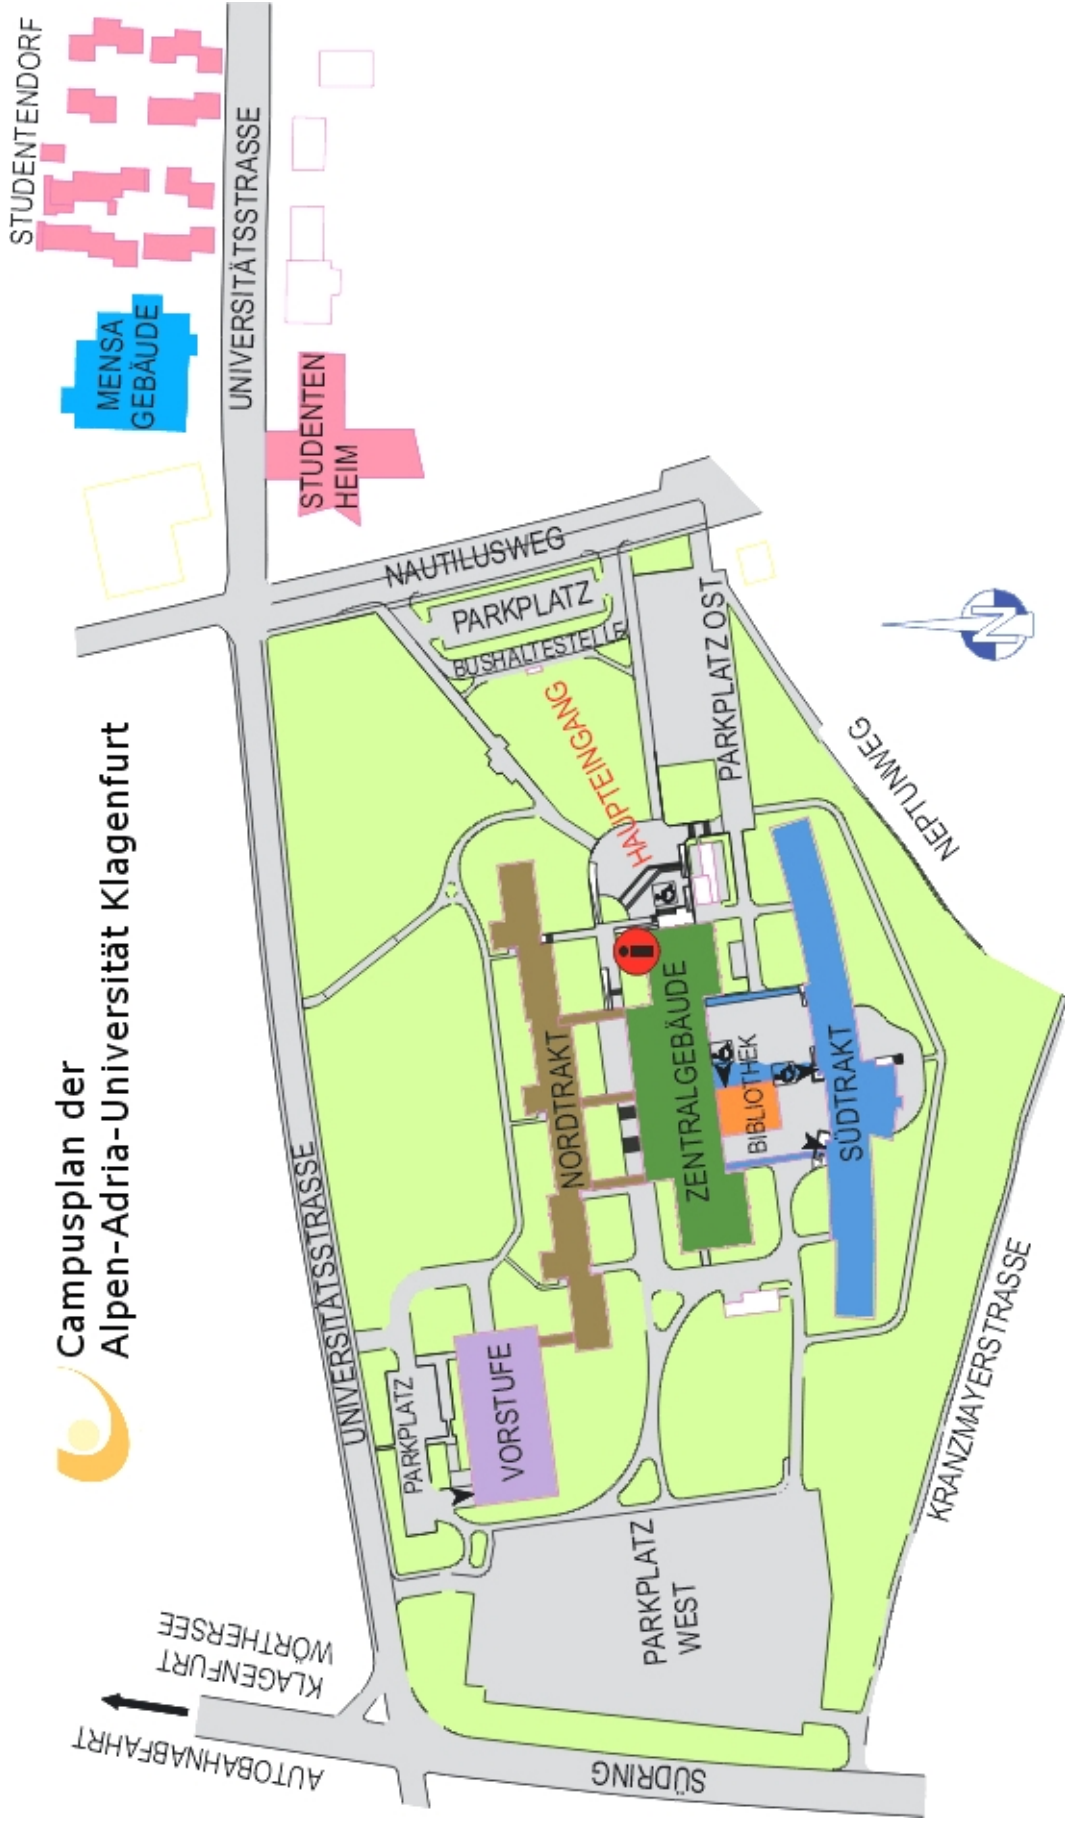 Campusplan der
Alpen-Adria-Universität Klagenfurt
AUTOBAHNABFAHRT
KLAGENFURT
WÖRTHERSEE
SÜDRING
UNIVERSITÄTSSTRASSE
UNIVERSITÄTSSTRASSE
STUDENTENDORF
MENSA
GEBÄUDE
STUDENTEN
HEIM
NAUTILUSWEG
PARKPLATZ
BUSHALTESTELLE
HAUPTEINGANG
PARKPLATZ OST
NEPTUNWEG
PARKPLATZ
VORSTUFE
NORDTRAKT
ZENTRALGEBÄUDE
BIBLIOTHEK
SÜDTRAKT
PARKPLATZ
WEST
KRANZMAYERSTRASSE
i
N